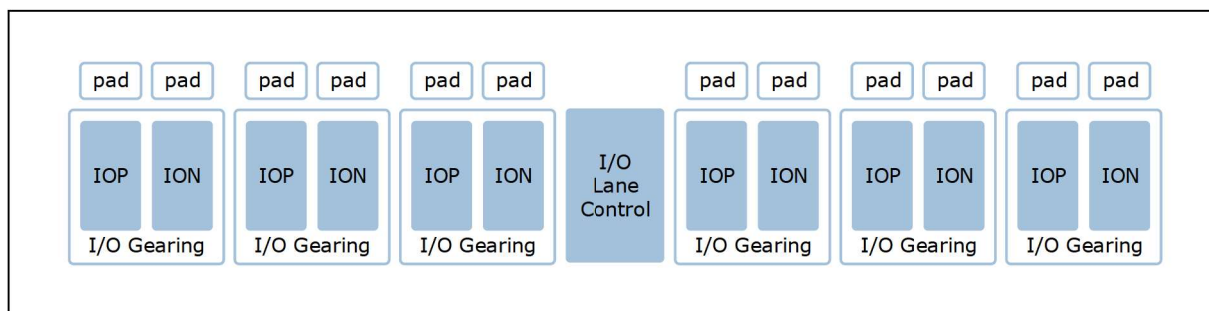 pad pad pad pad pad pad pad pad pad pad pad pad
IOP ION IOP ION IOP ION I/O Lane Control IOP ION IOP ION IOP ION
I/O Gearing I/O Gearing I/O Gearing I/O Gearing I/O Gearing I/O Gearing